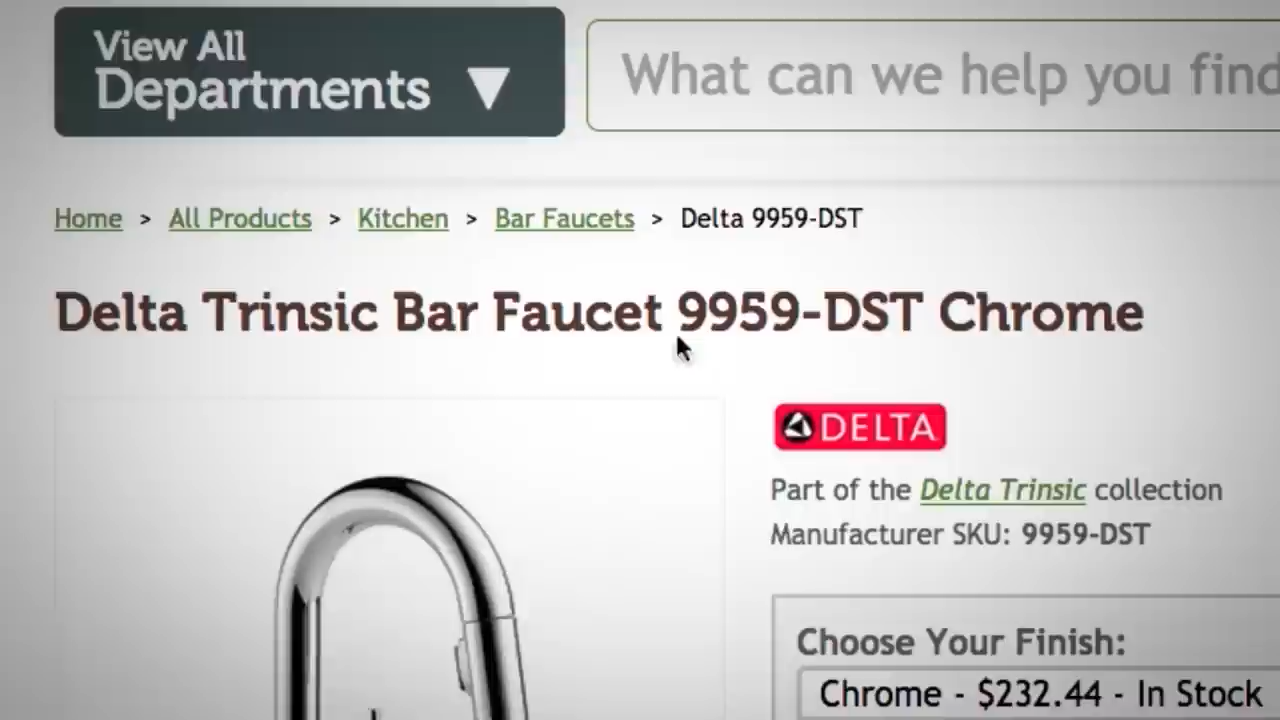 View All
Departments
What can we help you find
Home > All Products > Kitchen > Bar Faucets > Delta 9959-DST
Delta Trinsic Bar Faucet 9959-DST Chrome
DELTA
Part of the Delta Trinsic collection
Manufacturer SKU: 9959-DST
Choose Your Finish:
Chrome - $232.44 - In Stock